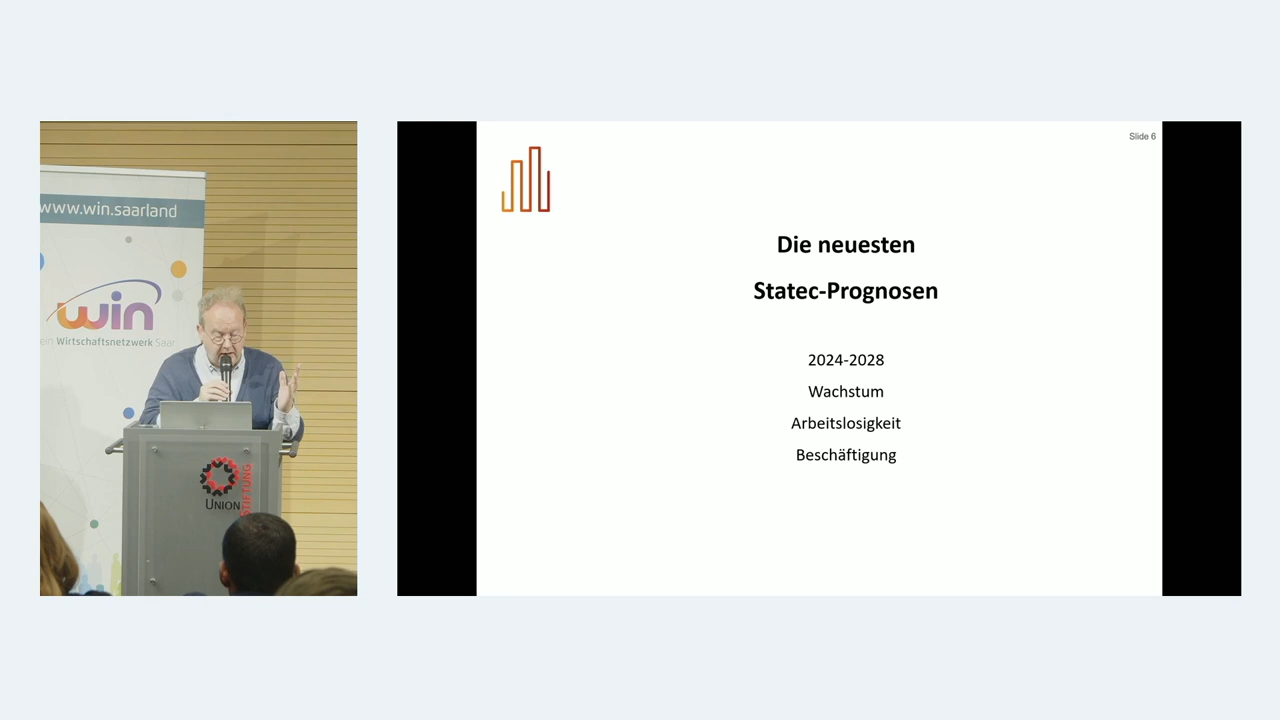 www.win.saarland
win
ein Wirtschaftsnetzwerk Saar
UNION
STIFTUNG
Slide 6
Die neuesten
Statec-Prognosen
2024-2028
Wachstum
Arbeitslosigkeit
Beschäftigung